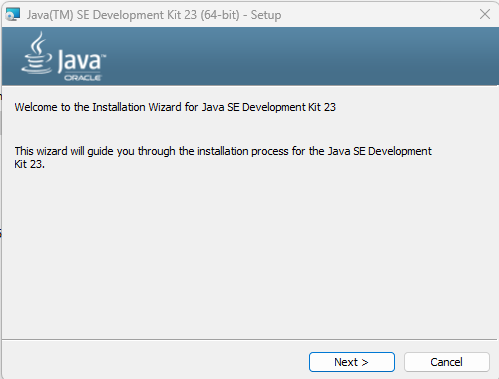 Java(TM) SE Development Kit 23 (64-bit) - Setup
Java™
ORACLE
Welcome to the Installation Wizard for Java SE Development Kit 23
This wizard will guide you through the installation process for the Java SE Development
Kit 23.
Next >
Cancel